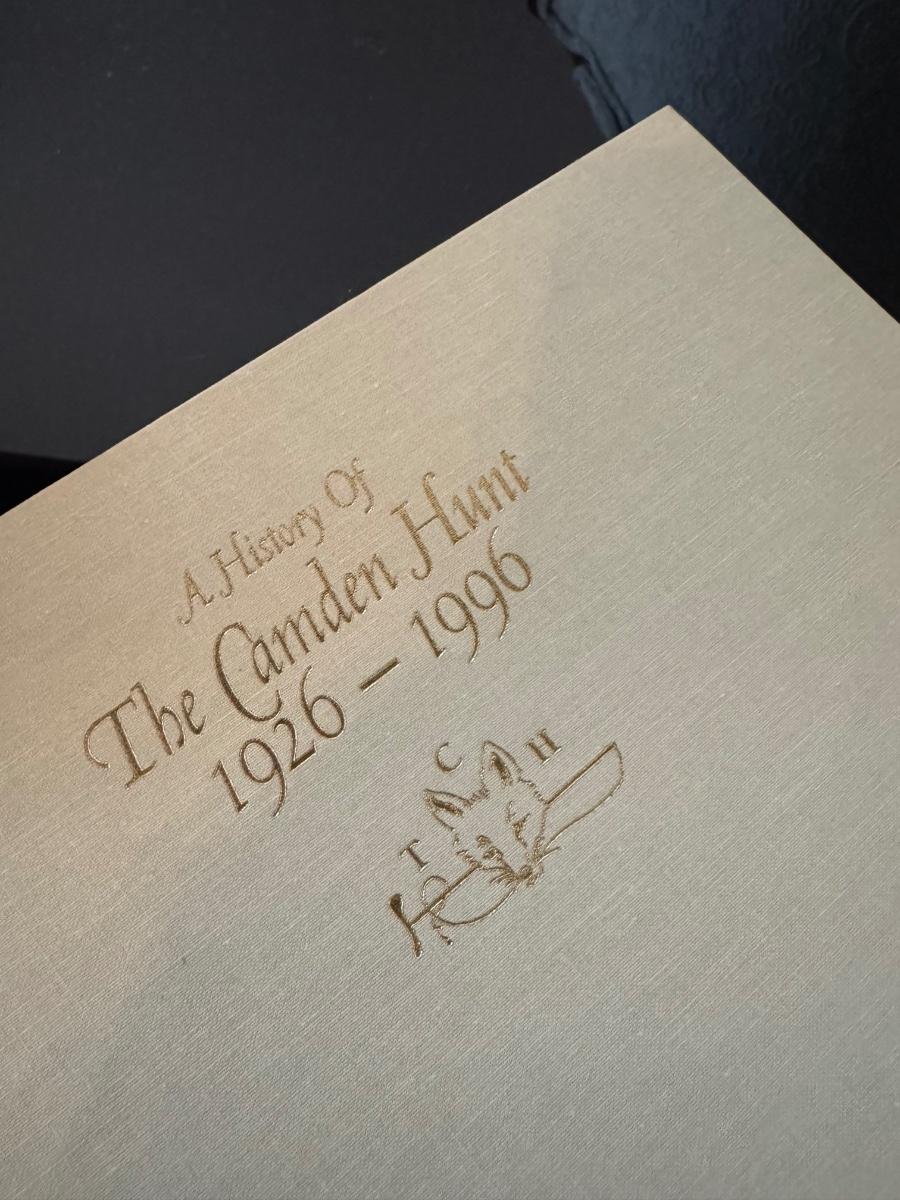 A History Of
The Camden Hunt
1926 – 1996
T C H